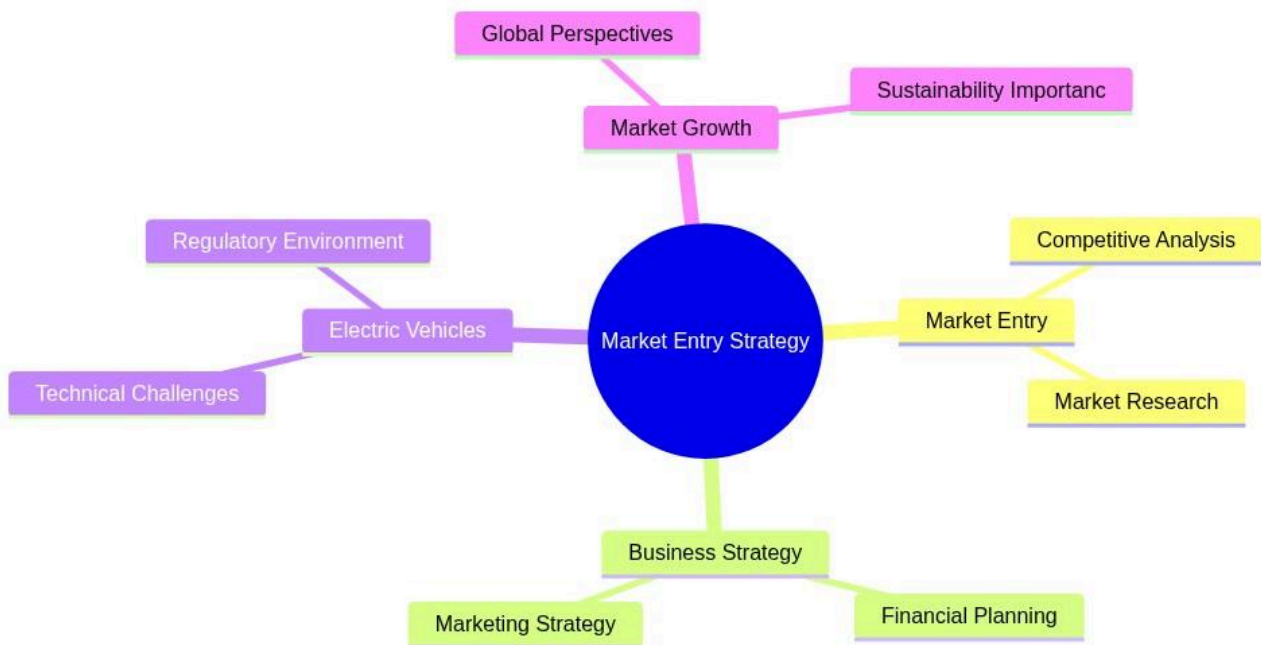 Global Perspectives
Sustainability Importanc
Market Growth
Regulatory Environment
Competitive Analysis
Electric Vehicles
Market Entry Strategy
Market Entry
Technical Challenges
Market Research
Business Strategy
Marketing Strategy
Financial Planning